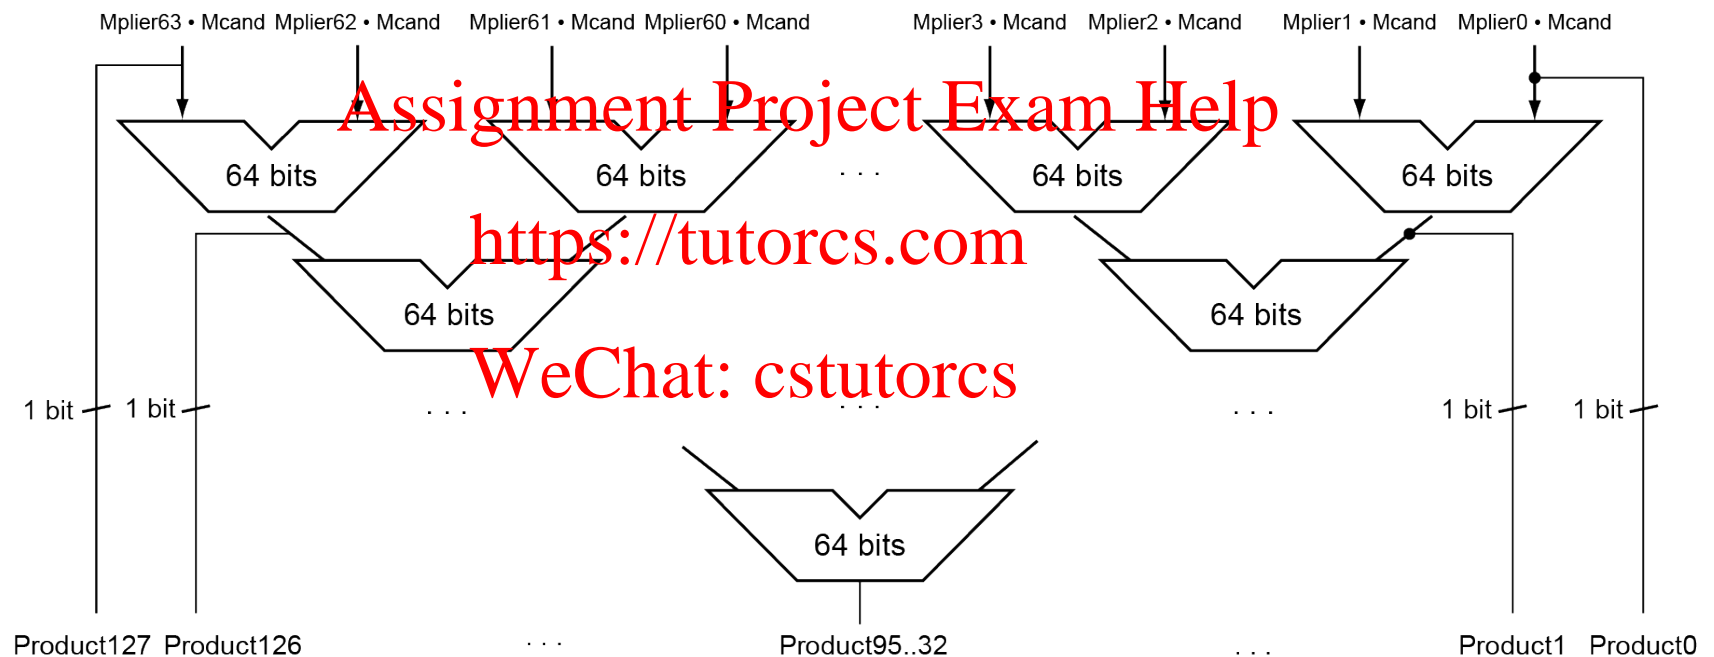 Mplier63 • Mcand Mplier62 • Mcand Mplier61 • Mcand Mplier60 • Mcand Mplier3 • Mcand Mplier2 • Mcand Mplier1 • Mcand Mplier0 • Mcand
Assignment Project Exam Help
64 bits 64 bits . . . 64 bits 64 bits
https://tutorcs.com
64 bits 64 bits
WeChat: cstutorcs
1 bit 1 bit . . . . . . . . . 1 bit 1 bit
64 bits
Product127 Product126 . . . Product95..32 . . . Product1 Product0